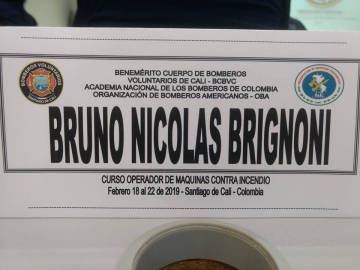 BENEMÉRITO CUERPO DE BOMBEROS
VOLUNTARIOS DE CALI - BCBVC
ACADEMIA NACIONAL DE LOS BOMBEROS DE COLOMBIA
ORGANIZACIÓN DE BOMBEROS AMERICANOS - OBA
BOMBEROS VOLUNTARIOS
BRUNO NICOLAS BRIGNONI
CURSO OPERADOR DE MAQUINAS CONTRA INCENDIO
Febrero 18 al 22 de 2019 - Santiago de Cali - Colombia